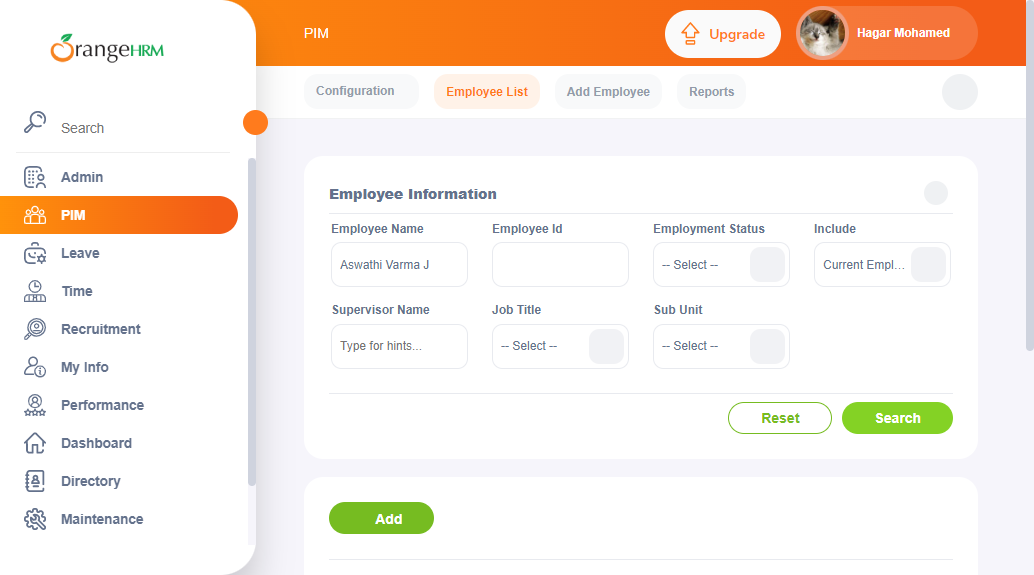 OrangeHRM
PIM
Upgrade
Hagar Mohamed
Configuration
Employee List
Add Employee
Reports
Search
Admin
PIM
Leave
Time
Recruitment
My Info
Performance
Dashboard
Directory
Maintenance
Employee Information
Employee Name
Employee Id
Employment Status
Include
Aswathi Varma J
-- Select --
Current Empl...
Supervisor Name
Job Title
Sub Unit
Type for hints...
-- Select --
-- Select --
Reset
Search
Add